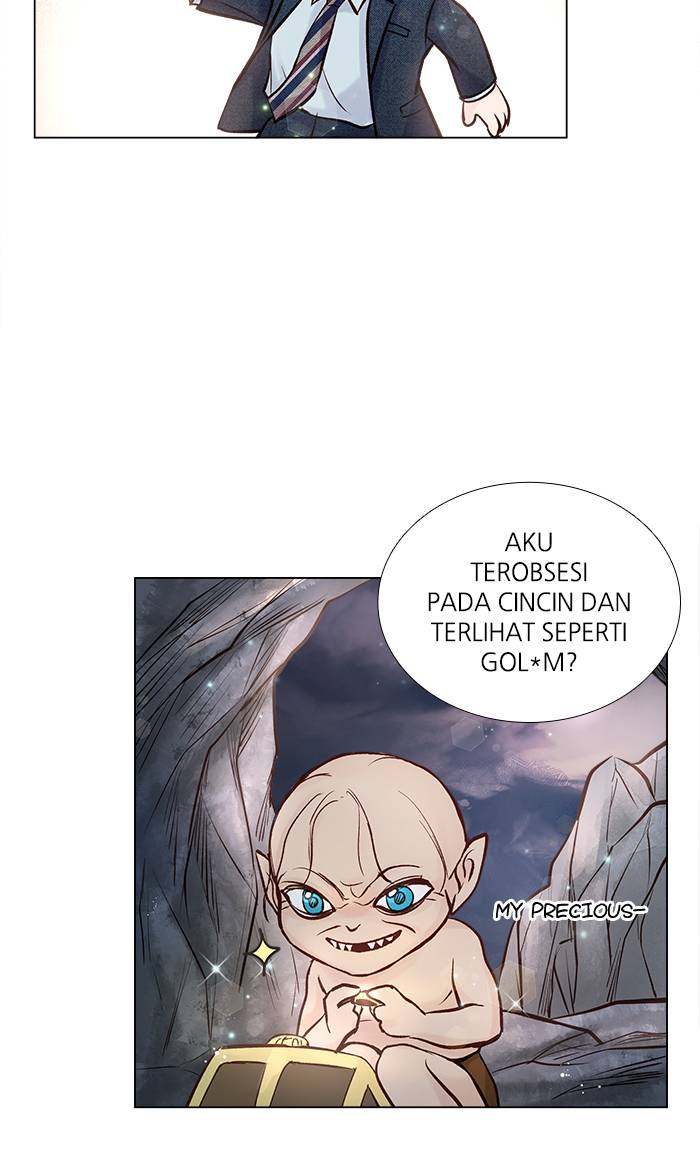 AKU
TEROBSESI
PADA CINCIN DAN
TERLIHAT SEPERTI
GOL*M?
MY PRECIOUS-